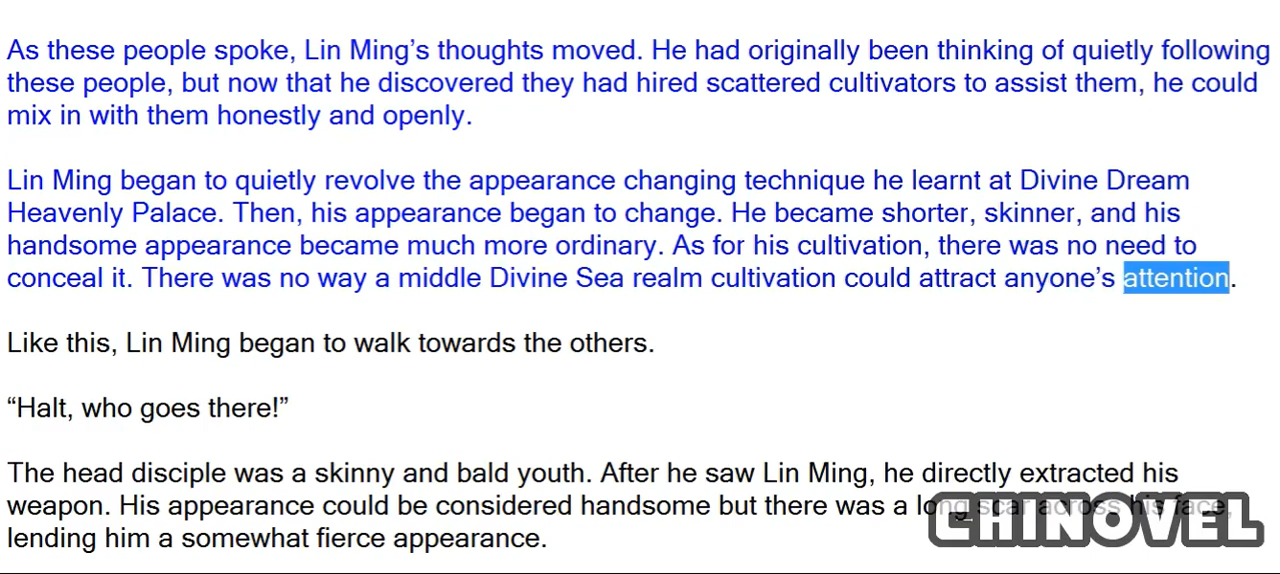 As these people spoke, Lin Ming’s thoughts moved. He had originally been thinking of quietly following
these people, but now that he discovered they had hired scattered cultivators to assist them, he could
mix in with them honestly and openly.
Lin Ming began to quietly revolve the appearance changing technique he learnt at Divine Dream
Heavenly Palace. Then, his appearance began to change. He became shorter, skinner, and his
handsome appearance became much more ordinary. As for his cultivation, there was no need to
conceal it. There was no way a middle Divine Sea realm cultivation could attract anyone’s attention.
Like this, Lin Ming began to walk towards the others.
“Halt, who goes there!”
The head disciple was a skinny and bald youth. After he saw Lin Ming, he directly extracted his
weapon. His appearance could be considered handsome but there was a long scar across his face,
lending him a somewhat fierce appearance.
CHINOVEL